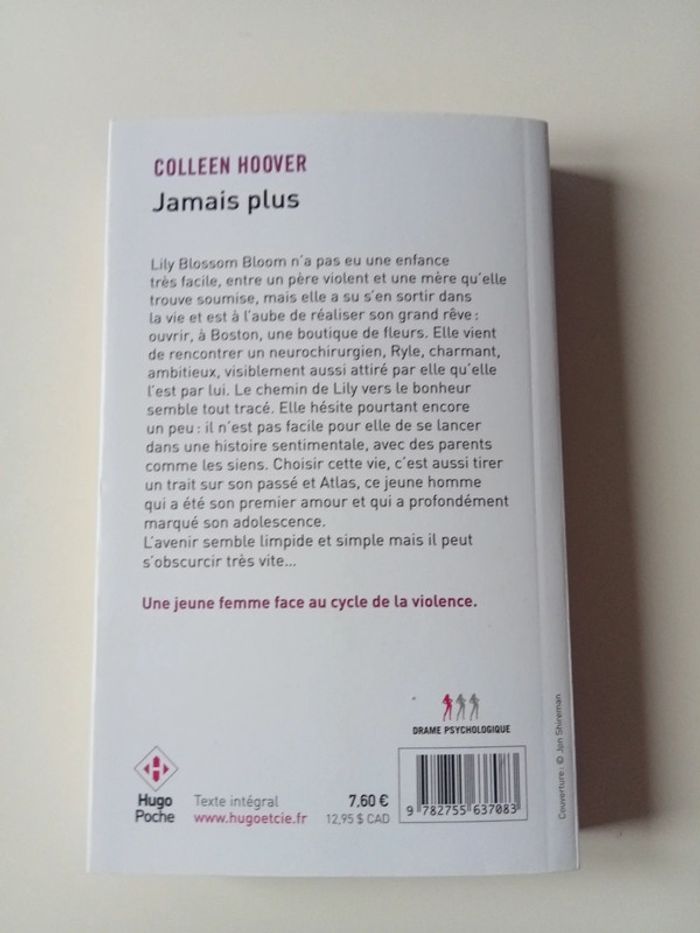 COLLEEN HOOVER
Jamais plus
Lily Blossom Bloom n'a pas eu une enfance
très facile, entre un père violent et une mère qu'elle
trouve soumise, mais elle a su s'en sortir dans
la vie et est à l'aube de réaliser son grand rêve :
ouvrir, à Boston, une boutique de fleurs. Elle vient
de rencontrer un neurochirurgien, Ryle, charmant,
ambitieux, visiblement aussi attiré par elle qu'elle
l'est par lui. Le chemin de Lily vers le bonheur
semble tout tracé. Elle hésite pourtant encore
un peu : il n'est pas facile pour elle de se lancer
dans une histoire sentimentale, avec des parents
comme les siens. Choisir cette vie, c'est aussi tirer
un trait sur son passé et Atlas, ce jeune homme
qui a été son premier amour et qui a profondément
marqué son adolescence.
L'avenir semble limpide et simple mais il peut
s'obscurcir très vite...
Une jeune femme face au cycle de la violence.
DRAME PSYCHOLOGIQUE
H
Hugo
Poche
Texte intégral
www.hugoetcie.fr
7,60 €
12,95 $ CAD
9 782755 637083
Couverture : © Jon Shireman